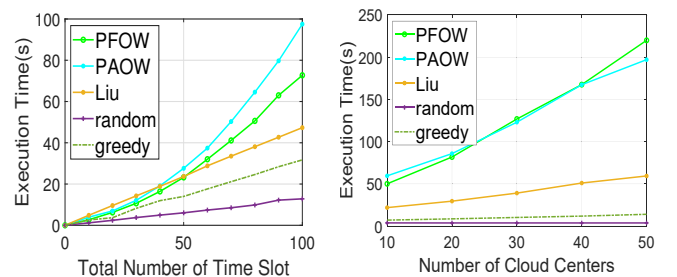 Execution Time(s)
100
80
60
40
20
0
PFOW
PAOW
Liu
random
greedy
0 50 100
Total Number of Time Slot
Execution Time(s)
250
200
150
100
50
0
PFOW
PAOW
Liu
random
greedy
10 20 30 40 50
Number of Cloud Centers